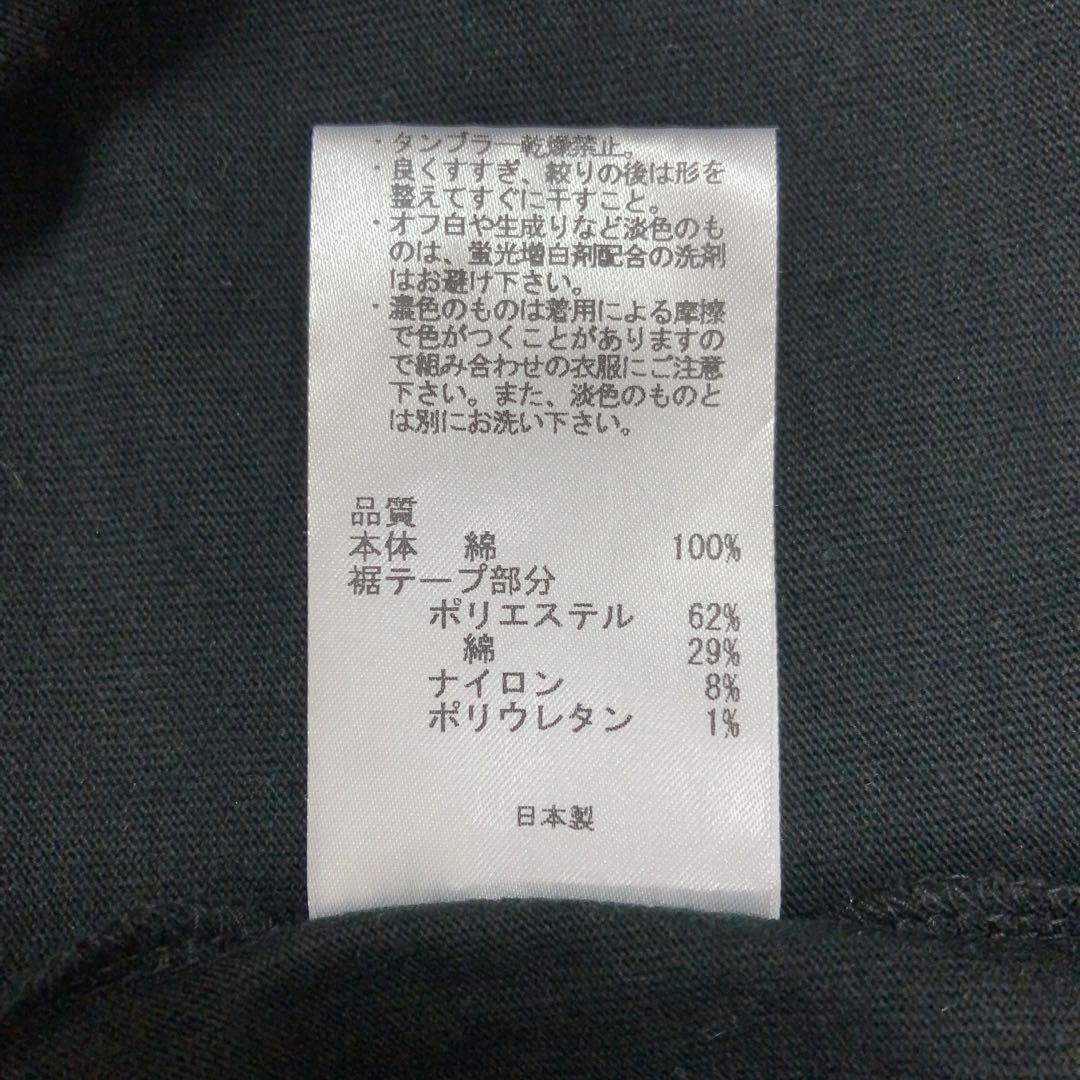 ・タンブラー乾燥禁止。
・良くすすぎ、絞りの後は形を
整えてすぐに干すこと。
・オフ白や生成りなど淡色のも
のは、蛍光増白剤配合の洗剤
はお避け下さい。
・濃色のものは着用による摩擦
で色がつくことがありますの
で組み合わせの衣服にご注意
下さい。また、淡色のものと
は別にお洗い下さい。
品質
本体 綿 100%
裾テープ部分
ポリエステル 62%
綿 29%
ナイロン 8%
ポリウレタン 1%
日本製